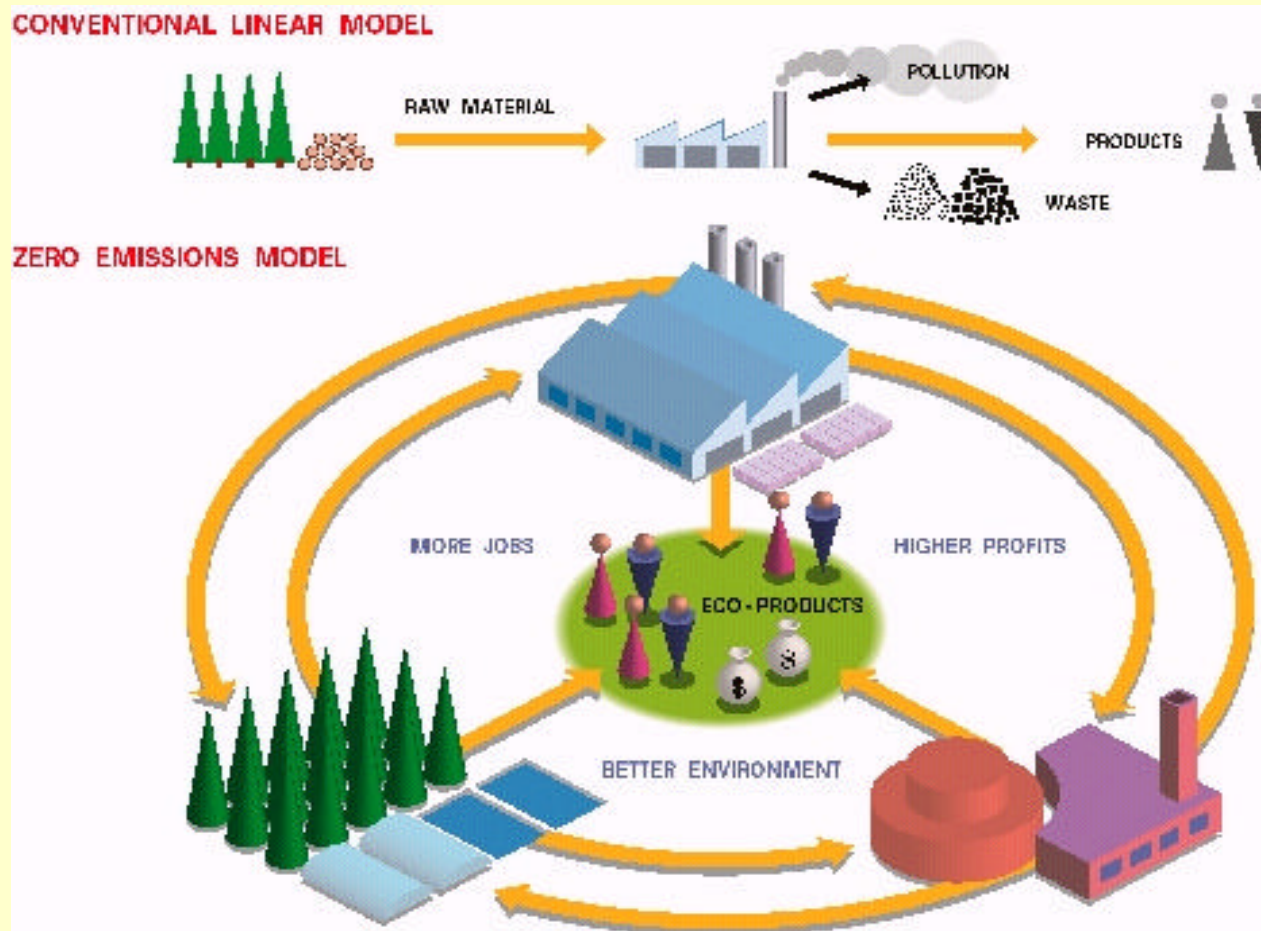 CONVENTIONAL LINEAR MODEL
POLLUTION
RAW MATERIAL
PRODUCTS
WASTE
ZERO EMISSIONS MODEL
MORE JOBS
HIGHER PROFITS
ECO-PRODUCTS
$
$
BETTER ENVIRONMENT